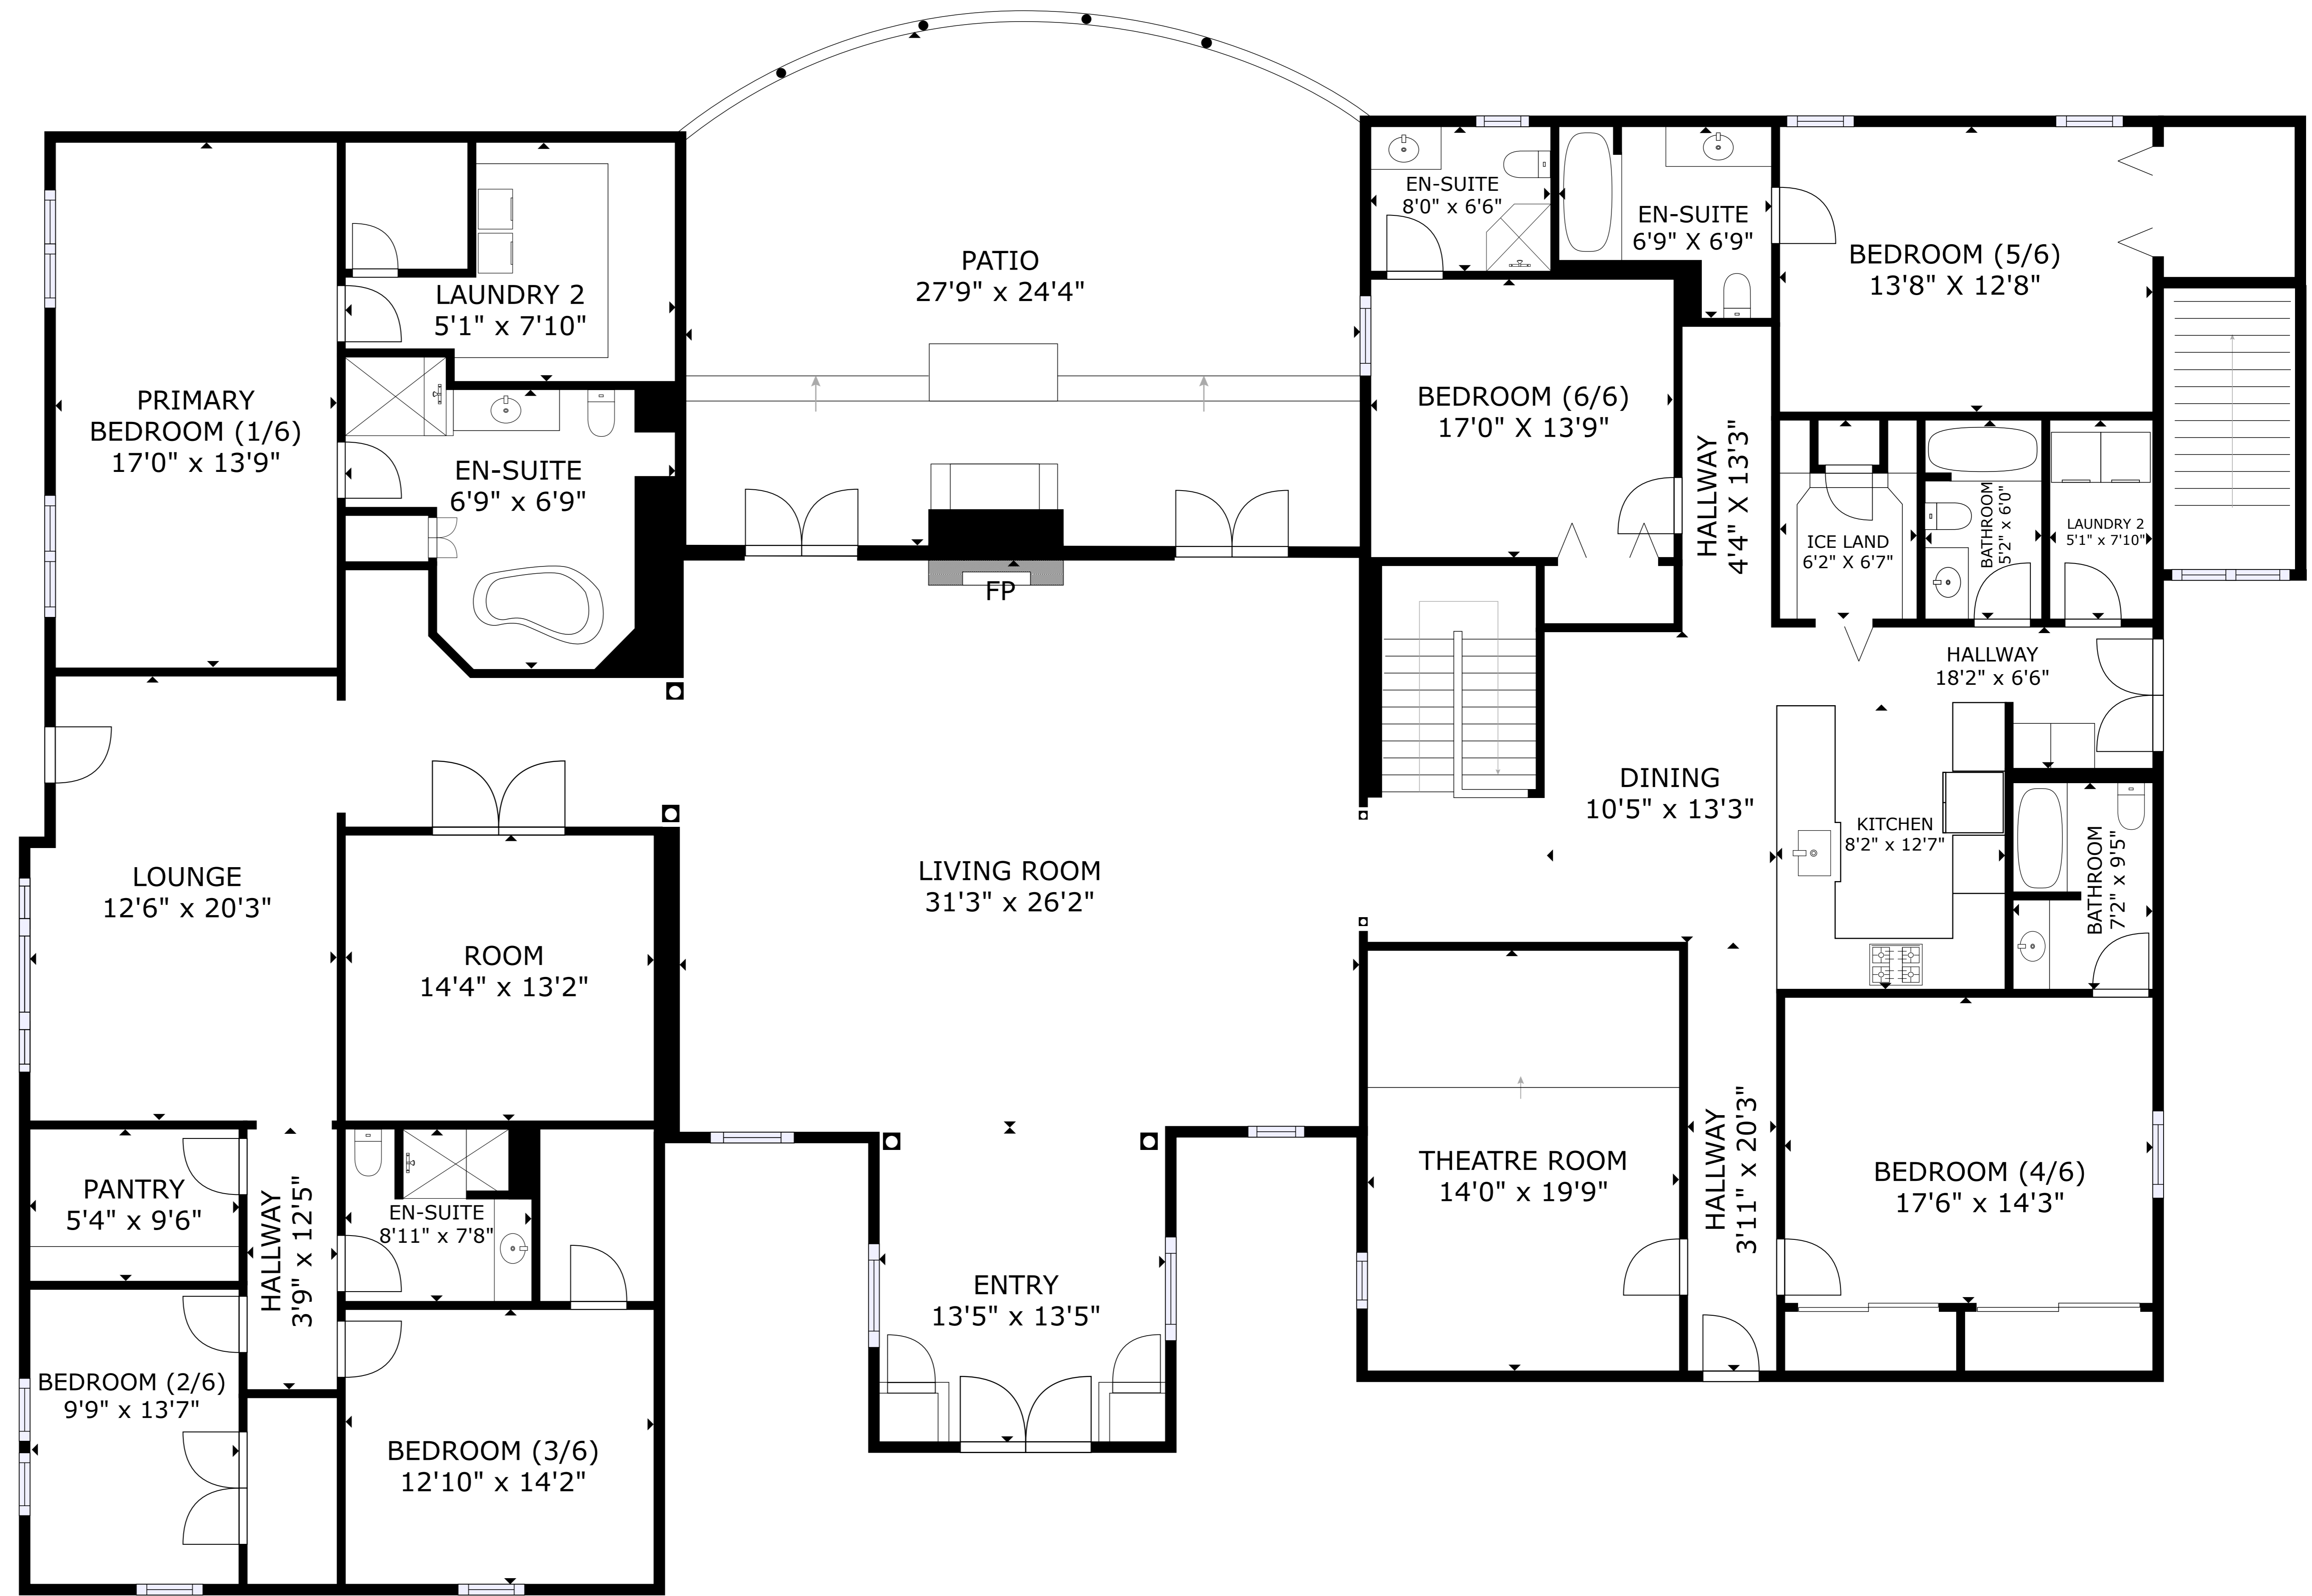 PATIO
27'9" x 24'4"
EN-SUITE
8'0" x 6'6"
EN-SUITE
6'9" X 6'9"
BEDROOM (5/6)
13'8" X 12'8"
LAUNDRY 2
5'1" x 7'10"
PRIMARY
BEDROOM (1/6)
17'0" x 13'9"
EN-SUITE
6'9" x 6'9"
BEDROOM (6/6)
17'0" X 13'9"
HALLWAY
4'4" X 13'3"
ICE LAND
6'2" X 6'7"
BATHROOM
5'2" x 6'0"
LAUNDRY 2
5'1" x 7'10"
FP
HALLWAY
18'2" x 6'6"
DINING
10'5" x 13'3"
KITCHEN
8'2" x 12'7"
BATHROOM
7'2" x 9'5"
LOUNGE
12'6" x 20'3"
LIVING ROOM
31'3" x 26'2"
ROOM
14'4" x 13'2"
THEATRE ROOM
14'0" x 19'9"
HALLWAY
3'11" x 20'3"
BEDROOM (4/6)
17'6" x 14'3"
PANTRY
5'4" x 9'6"
HALLWAY
3'9" x 12'5"
EN-SUITE
8'11" x 7'8"
ENTRY
13'5" x 13'5"
BEDROOM (2/6)
9'9" x 13'7"
BEDROOM (3/6)
12'10" x 14'2"